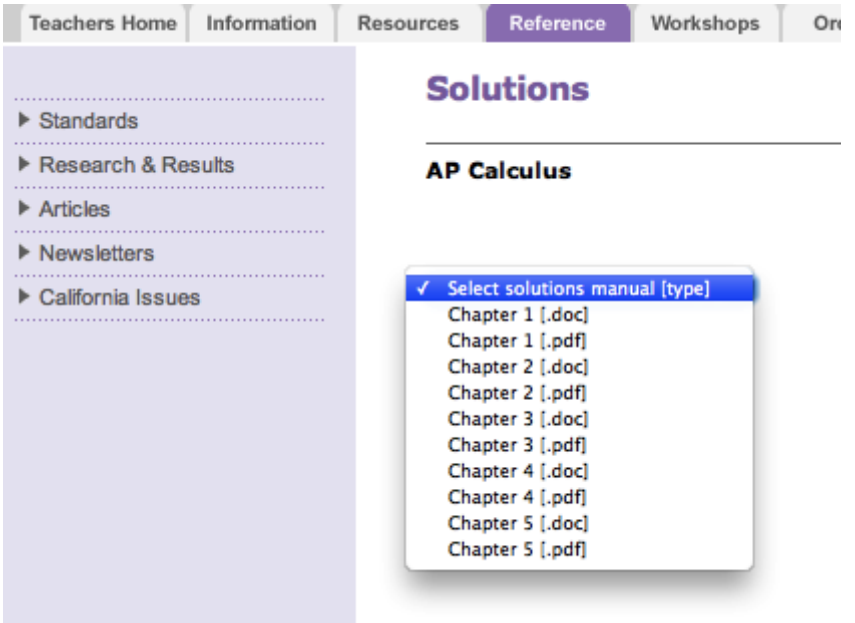 Teachers Home Information Resources Reference Workshops
Solutions
Standards
Research & Results
Articles
Newsletters
California Issues
AP Calculus
✓ Select solutions manual [type]
Chapter 1 [.doc]
Chapter 1 [.pdf]
Chapter 2 [.doc]
Chapter 2 [.pdf]
Chapter 3 [.doc]
Chapter 3 [.pdf]
Chapter 4 [.doc]
Chapter 4 [.pdf]
Chapter 5 [.doc]
Chapter 5 [.pdf]